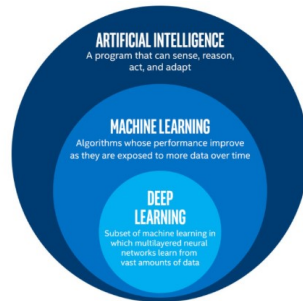 ARTIFICIAL INTELLIGENCE
A program that can sense, reason,
act, and adapt
MACHINE LEARNING
Algorithms whose performance improve
as they are exposed to more data over time
DEEP
LEARNING
Subset of machine learning in
which multilayered neural
networks learn from
vast amounts of data